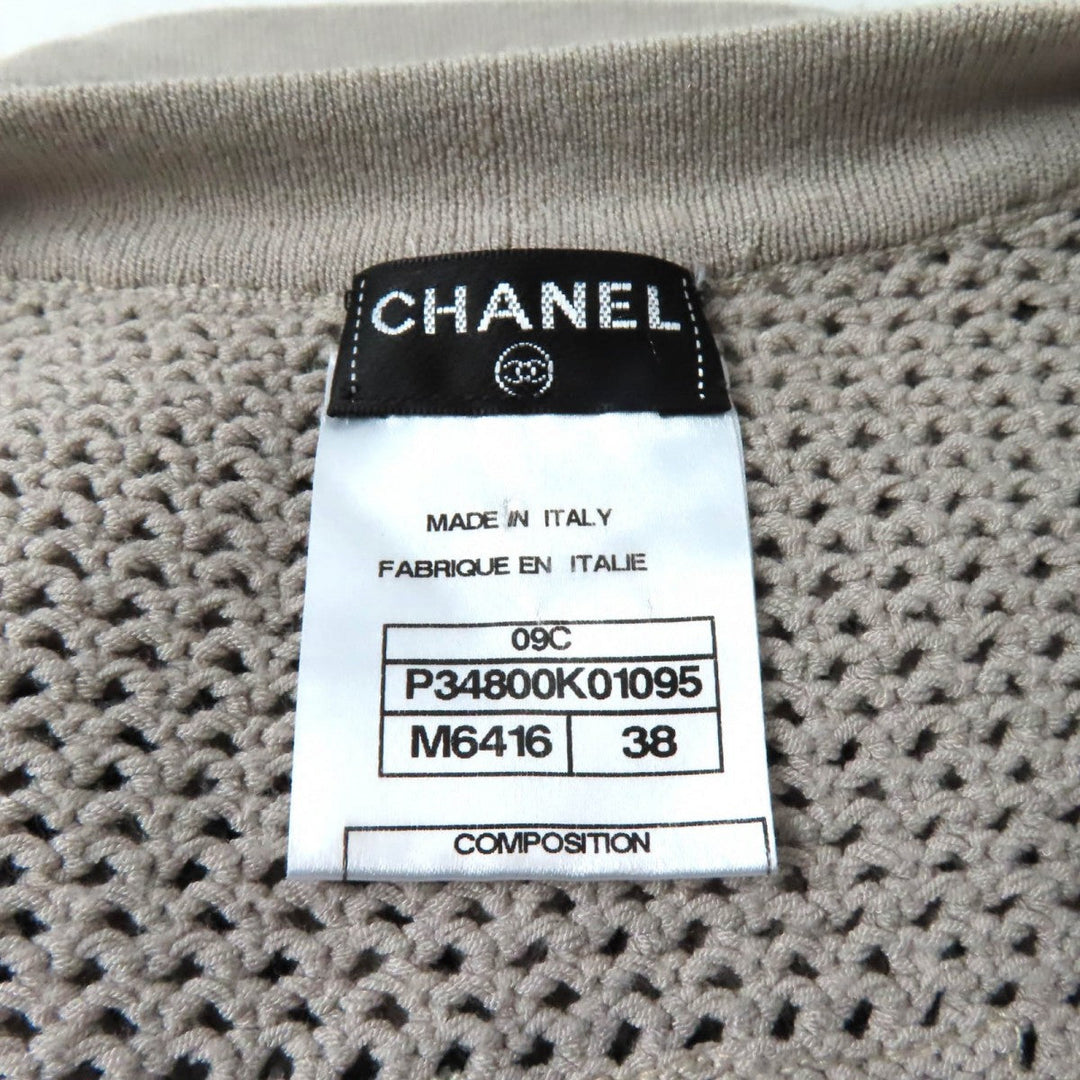 CHANEL
MADE IN ITALY
FABRIQUE EN ITALIE
09C
P34800K01095
M6416 38
COMPOSITION